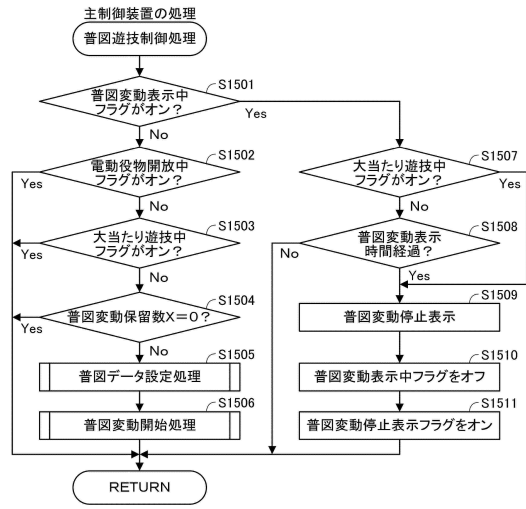 主制御装置の処理
普図遊技制御処理
S1501
普図変動表示中
フラグがオン?
Yes
No
S1502
電動役物開放中
フラグがオン?
Yes
No
S1503
大当たり遊技中
フラグがオン?
Yes
No
S1504
普図変動保留数X=0?
Yes
No
S1505
普図データ設定処理
S1506
普図変動開始処理
S1507
大当たり遊技中
フラグがオン?
Yes
No
S1508
普図変動表示
時間経過?
No
Yes
S1509
普図変動停止表示
S1510
普図変動表示中フラグをオフ
S1511
普図変動停止表示フラグをオン
RETURN